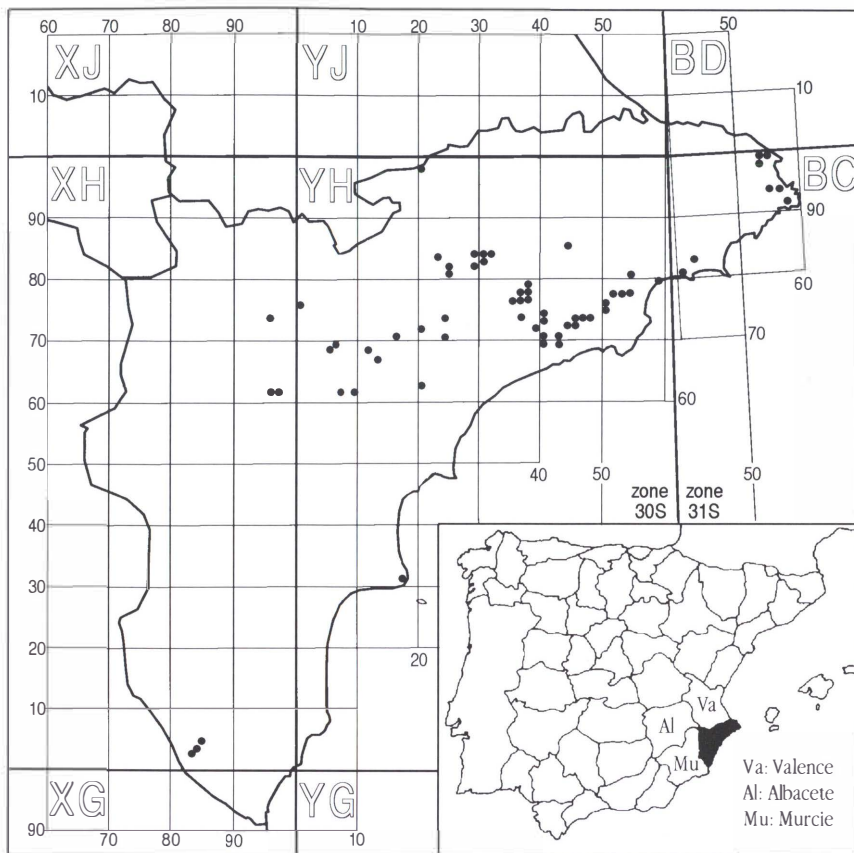 60 70 80 90 10 20 30 40 50 50
XJ YJ BD
10 10
XH YH BC
90 90
80 80 60
70 70
60 60
50 40 50 50
zone zone
30S 31S
40
30
20 20
10
XG YG
90
60 70 80 90 10
Va
Al
Mu
Va: Valence
Al: Albacete
Mu: Murcie